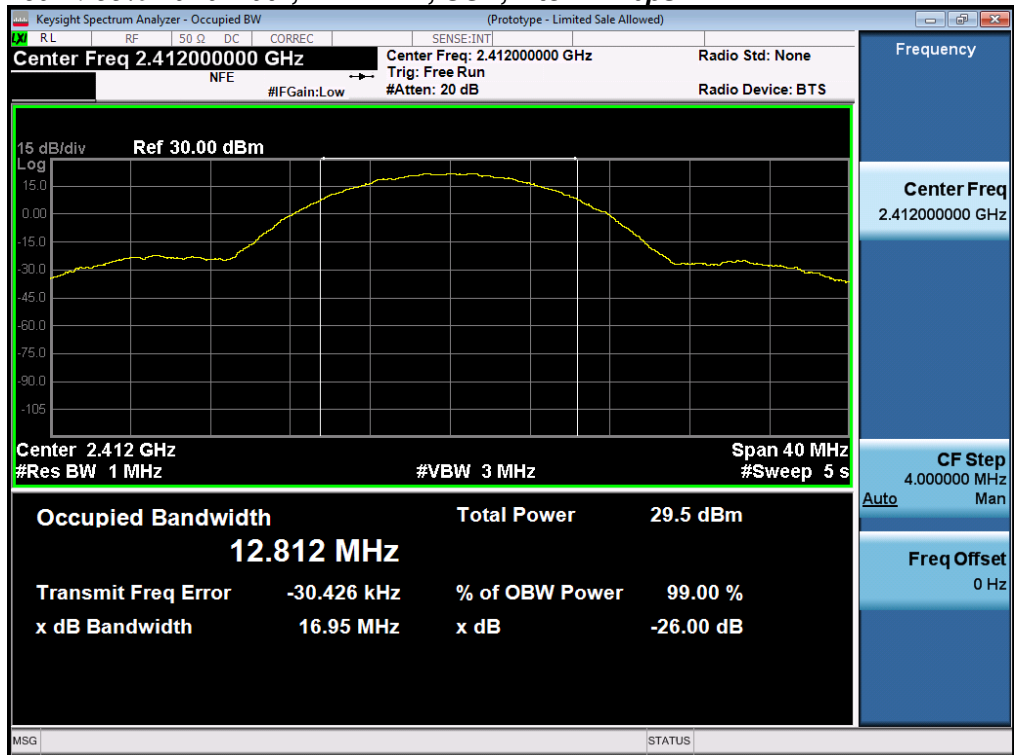 Keysight Spectrum Analyzer - Occupied BW (Prototype - Limited Sale Allowed)
LXI RL RF 50 Ω DC CORREC SENSE:INT
Center Freq 2.412000000 GHz
NFE
#IFGain:Low
Center Freq: 2.412000000 GHz
Trig: Free Run
#Atten: 20 dB
Radio Std: None
Radio Device: BTS
15 dB/div Ref 30.00 dBm
Log
15.0
0.00
-15.0
-30.0
-45.0
-60.0
-75.0
-90.0
-105
Center 2.412 GHz Span 40 MHz
#Res BW 1 MHz #VBW 3 MHz #Sweep 5 s
Occupied Bandwidth Total Power 29.5 dBm
12.812 MHz
Transmit Freq Error -30.426 kHz % of OBW Power 99.00 %
x dB Bandwidth 16.95 MHz x dB -26.00 dB
MSG STATUS
Frequency
Center Freq
2.412000000 GHz
CF Step
4.000000 MHz
Auto Man
Freq Offset
0 Hz